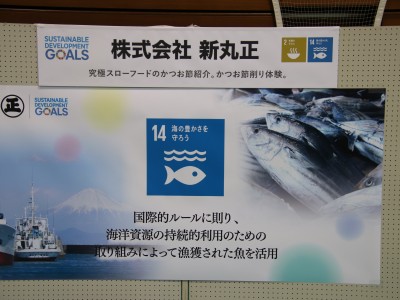 SUSTAINABLE
DEVELOPMENT
GOALS
株式会社 新丸正
2
14
究極スローフードのかつお節紹介。かつお節削り体験。
正
SUSTAINABLE
DEVELOPMENT
GOALS
14 海の豊かさを
守ろう
国際的ルールに則り、
海洋資源の持続的利用のための
取り組みによって漁獲された魚を活用